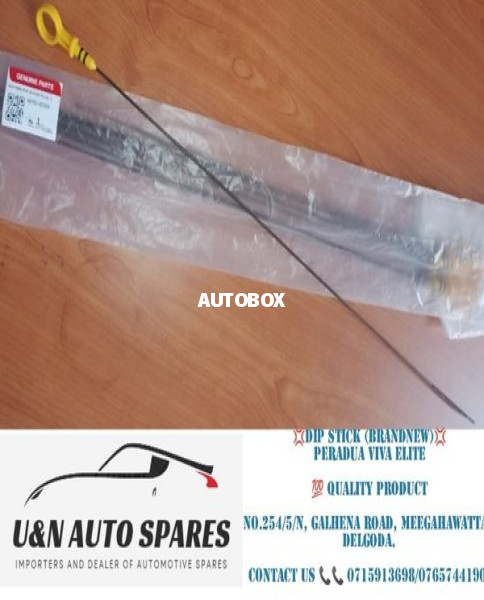 GENUINE PARTS
AUTOBOX
💢DIP STICK (BRANDNEW)💢
PERADUA VIVA ELITE
💯 QUALITY PRODUCT
NO.254/5/N, GALHENA ROAD, MEEGAHAWATTA
DELGODA.
CONTACT US 📞📞 0715913698/0765744190
U&N AUTO SPARES
IMPORTERS AND DEALER OF AUTOMOTIVE SPARES